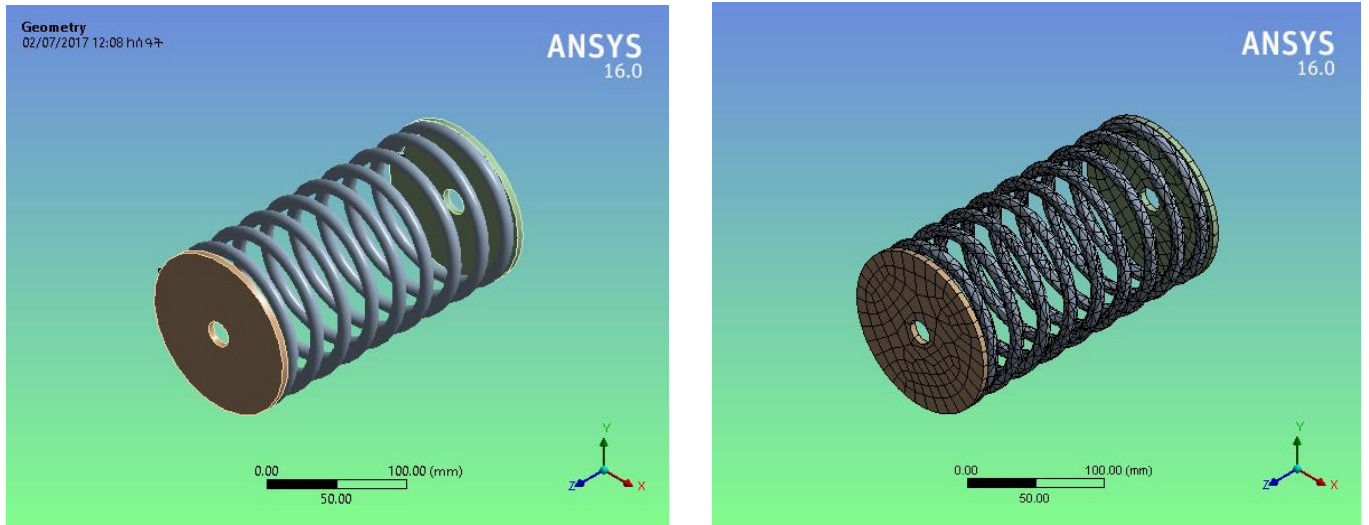 Geometry
02/07/2017 12:08 ከሰዓት
ANSYS
16.0
0.00 100.00 (mm)
50.00
Y
Z X
ANSYS
16.0
0.00 100.00 (mm)
50.00
Y
Z X